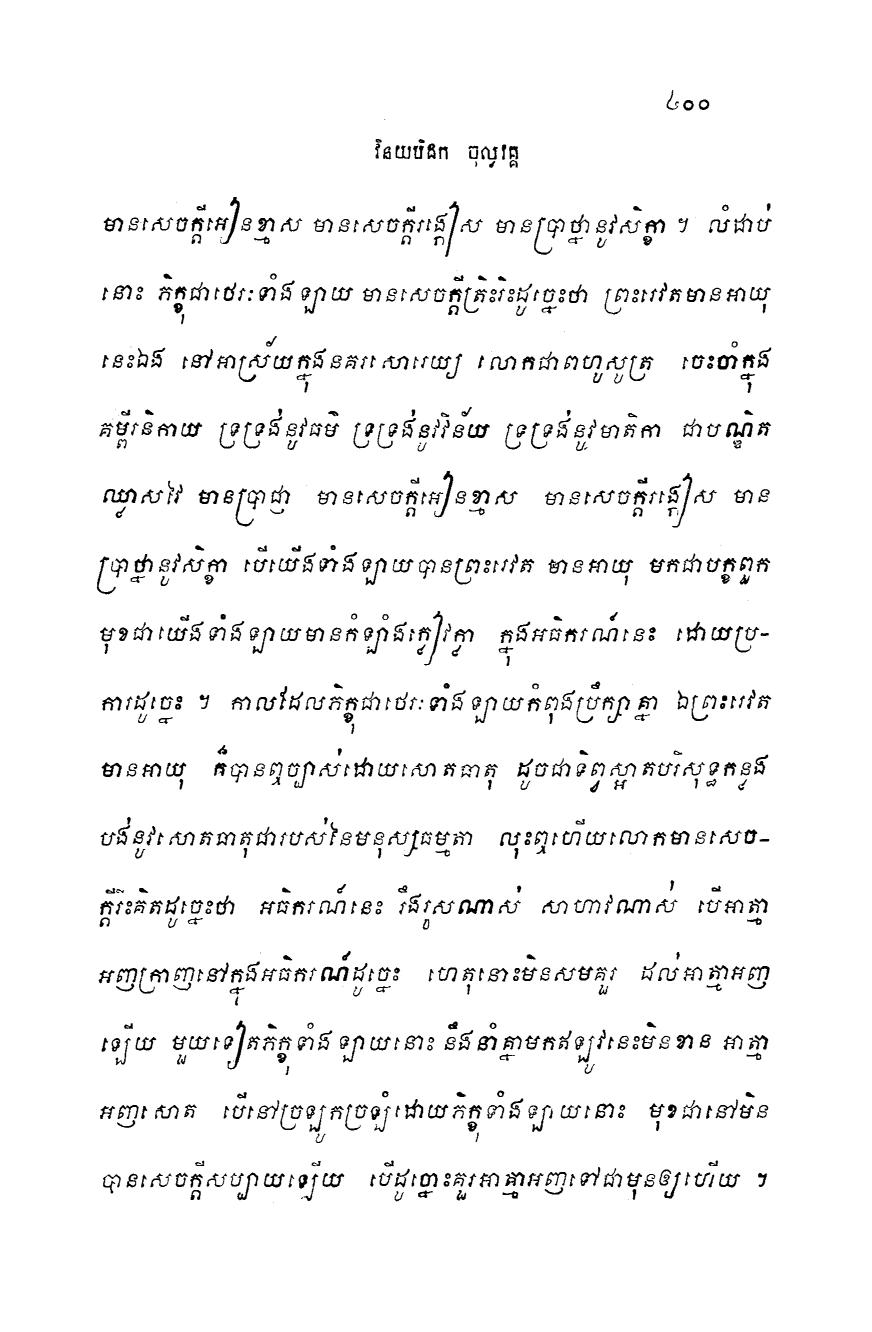 ៤០០
វិនយបិដក ចុល្លវគ្គ
មានសេចក្តីអៀនខ្មាស មានសេចក្តីរង្កៀស មានប្រាថ្នានូវសិក្ខា ។ លំដាប់
នោះ ភិក្ខុជាថេរៈទាំងឡាយ មានសេចក្តីត្រិះរិះដូច្នេះថា ព្រះរេវតមានអាយុ
នេះឯង នៅអាស្រ័យក្នុងនគរសោរេយ្យ លោកជាពហូសូត្រ ចេះចាំក្នុង
គម្ពីរនិកាយ ទ្រទ្រង់នូវធម៌ ទ្រទ្រង់នូវវិន័យ ទ្រទ្រង់នូវមាតិកា ជាបណ្ឌិត
ឈ្លាសវៃ មានប្រាជ្ញា មានសេចក្តីអៀនខ្មាស មានសេចក្តីរង្កៀស មាន
ប្រាថ្នានូវសិក្ខា បើយើងទាំងឡាយបានព្រះរេវត មានអាយុ មកជាបក្ខពួក
មុខជាយើងទាំងឡាយមានកំឡាំងក្លៀវក្លា ក្នុងអធិករណ៍នេះ ដោយប្រ-
ការដូច្នេះ ។ កាលដែលភិក្ខុជាថេរៈទាំងឡាយកំពុងប្រឹក្សាគ្នា ឯព្រះរេវត
មានអាយុ ក៏បានឮច្បាស់ដោយសោតធាតុ ដូចជាទិព្វស្អាតបរិសុទ្ធកន្លង
បង់នូវសោតធាតុជារបស់នៃមនុស្សធម្មតា លុះឮហើយលោកមានសេច-
ក្តីរិះគិតដូច្នេះថា អធិករណ៍នេះ រឹងរូសណាស់ សាហាវណាស់ បើអាត្មា
អញក្រាញនៅក្នុងអធិករណ៍ដូច្នេះ ហេតុនោះមិនសមគួរ ដល់អាត្មាអញ
ឡើយ មួយទៀតភិក្ខុទាំងឡាយនោះ នឹងនាំគ្នាមកឥឡូវនេះមិនខាន អាត្មា
អញសោត បើនៅច្រឡូកច្រឡំដោយភិក្ខុទាំងឡាយនោះ មុខជានៅមិន
បានសេចក្តីសប្បាយឡើយ បើដូច្នោះគួរអាត្មាអញទៅជាមុនឲ្យហើយ ។